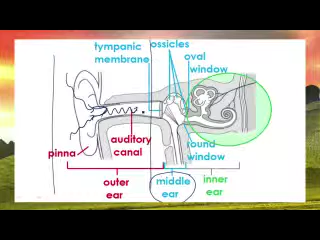 tympanic
membrane
ossicles
oval
window
auditory
canal
pinna
round
window
outer
ear
middle
ear
inner
ear